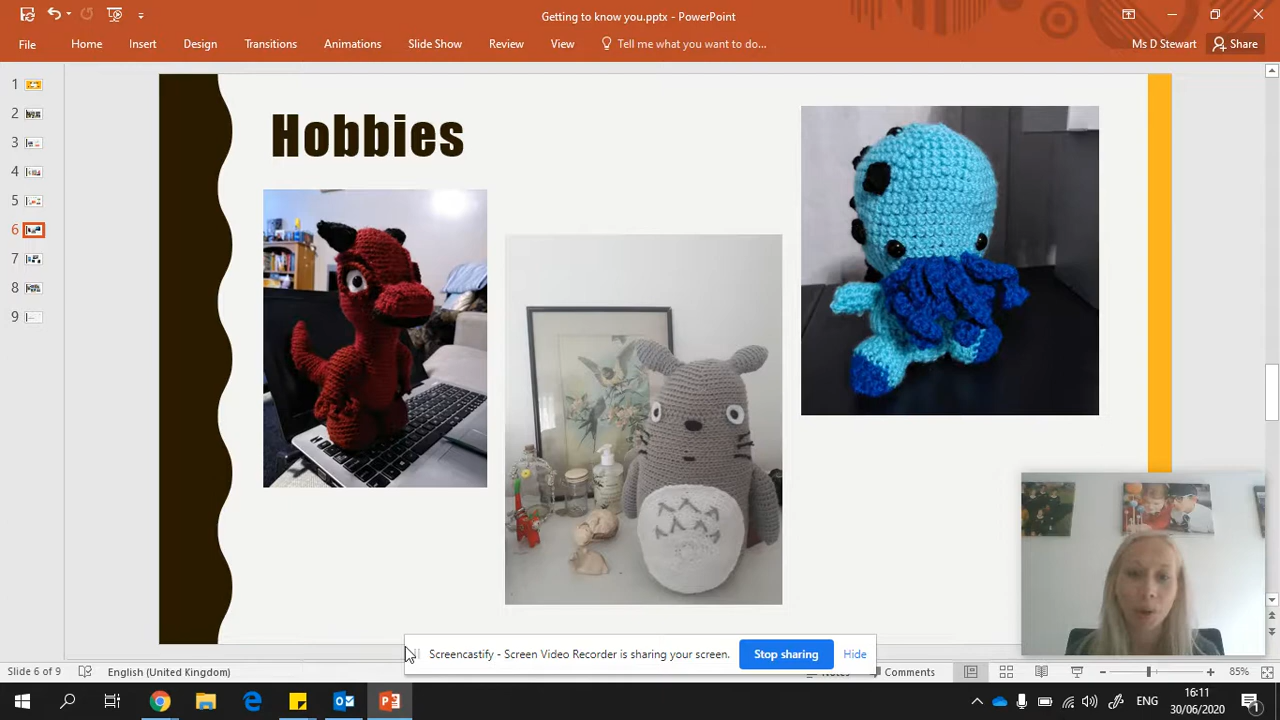 Getting to know you.pptx - PowerPoint
File Home Insert Design Transitions Animations Slide Show Review View Tell me what you want to do... Ms D Stewart Share
1
2
3
4
5
6
7
8
9
Hobbies
Screencastify - Screen Video Recorder is sharing your screen. Stop sharing Hide
Slide 6 of 9 English (United Kingdom) Notes Comments 85%
ENG 16:11
30/06/2020 1